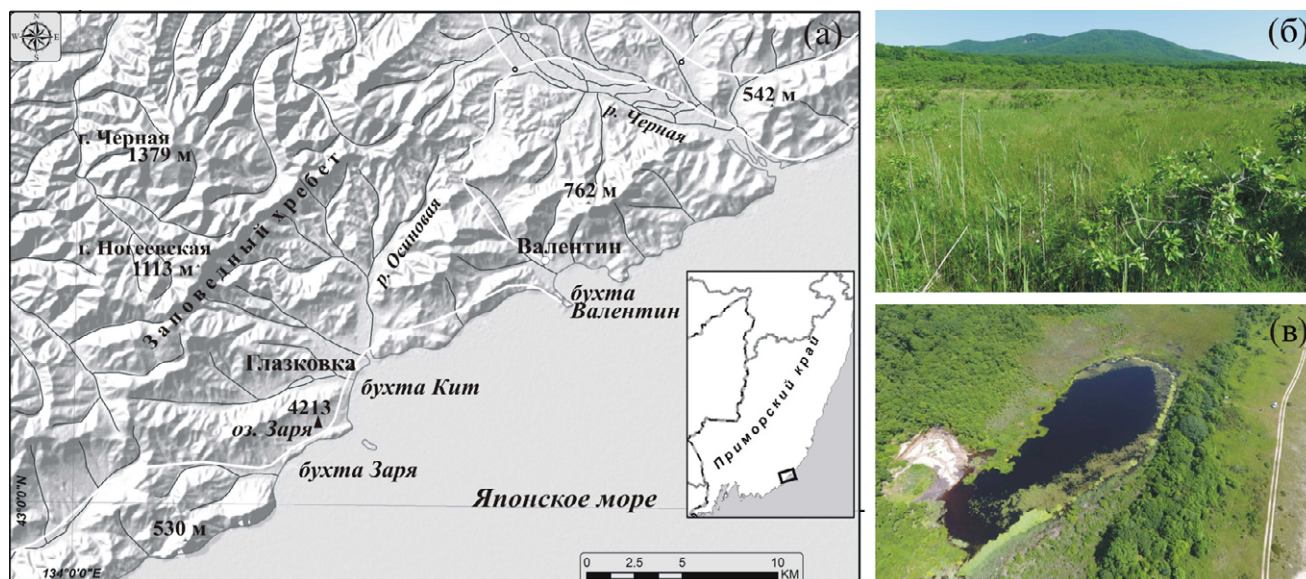 N
W E
S
(а)
г. Черная
1379 м
542 м
р. Черная
Заповедный хребет
762 м
р. Осиновая
г. Ногеевская
1113 м
Валентин
бухта
Валентин
Глазковка
бухта Кит
4213
оз. Заря
бухта Заря
Японское море
530 м
43°0'0"N
134°0'0"E
Приморский край
0 2.5 5 10
KM
(б)
(в)